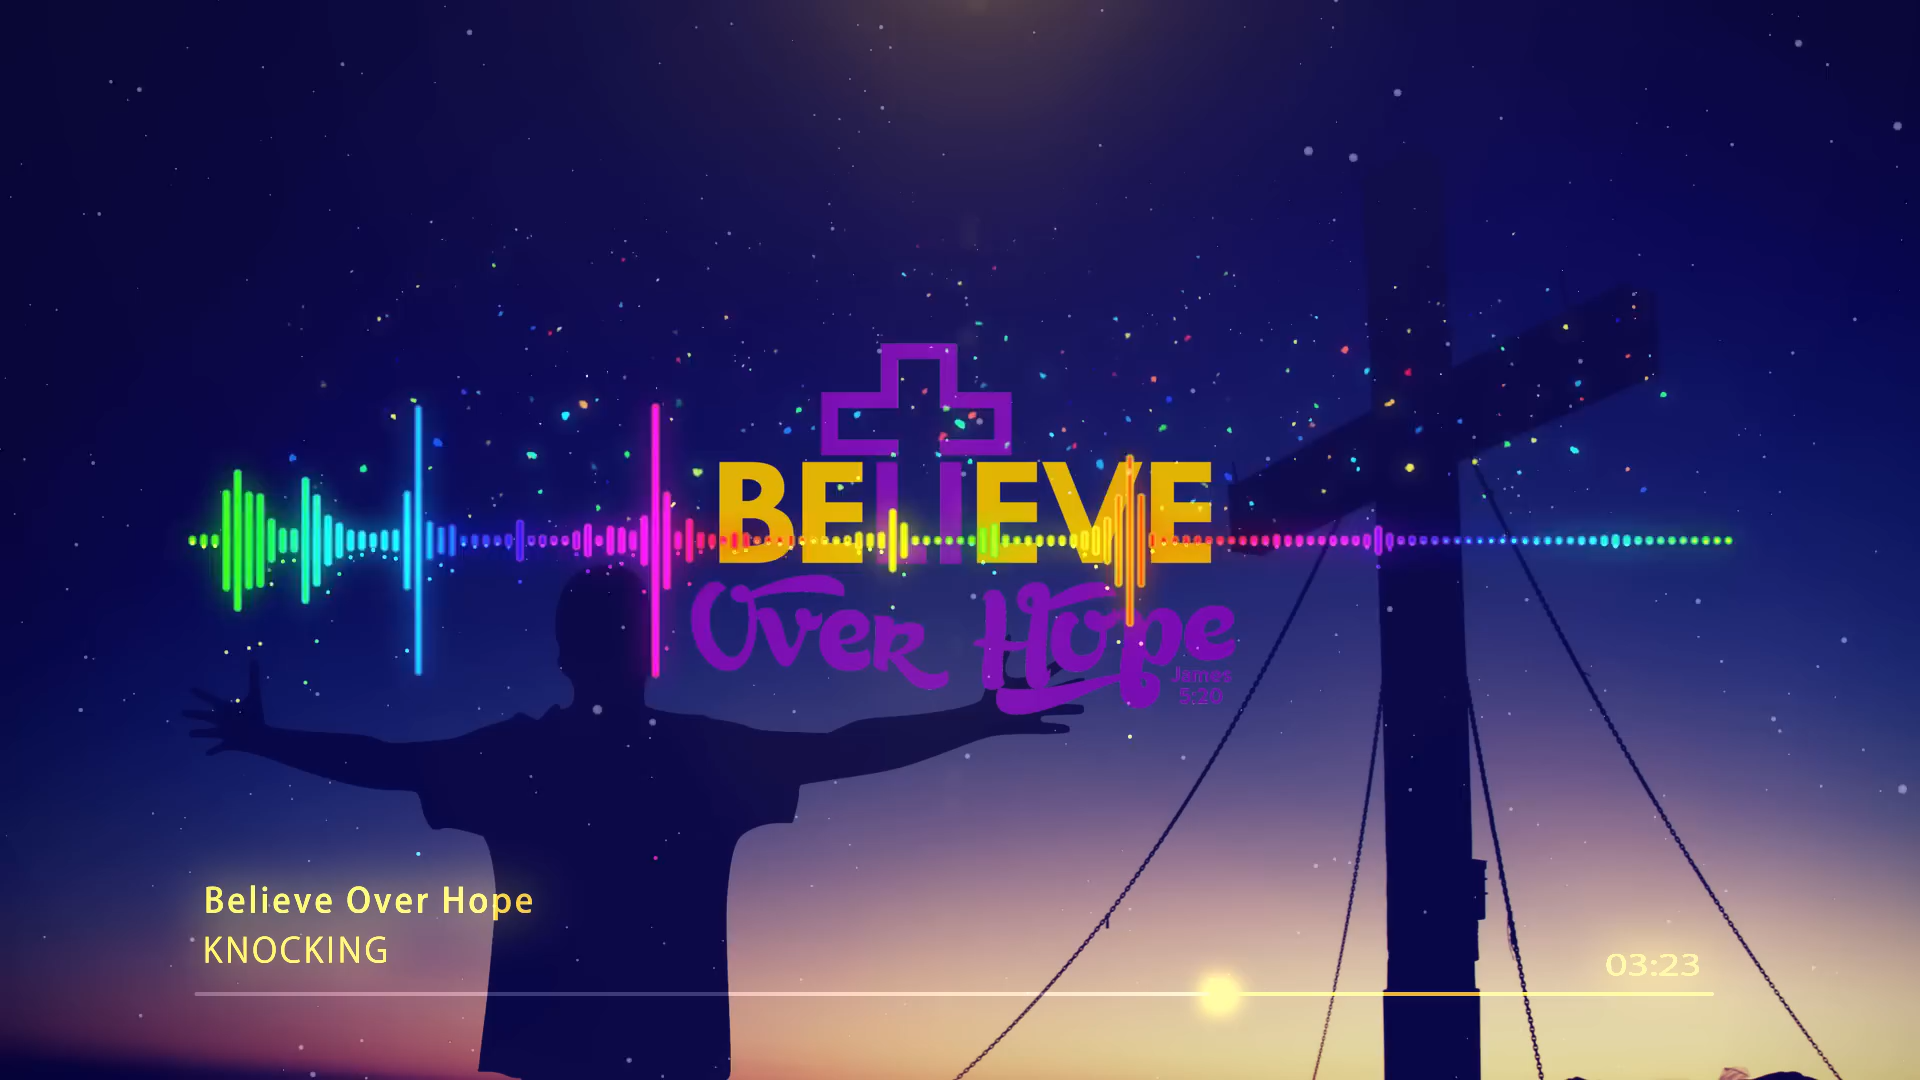 BELIEVE
Over Hope
James
5:20
Believe Over Hope
KNOCKING
03:23